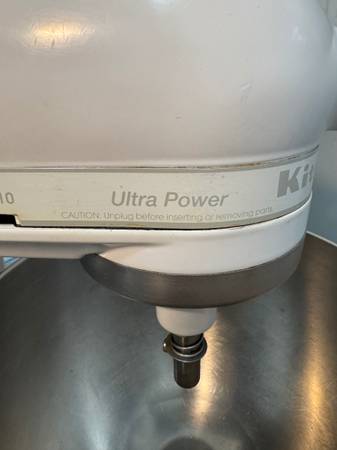 10
Ultra Power
CAUTION. Unplug before inserting or removing parts.
Kit